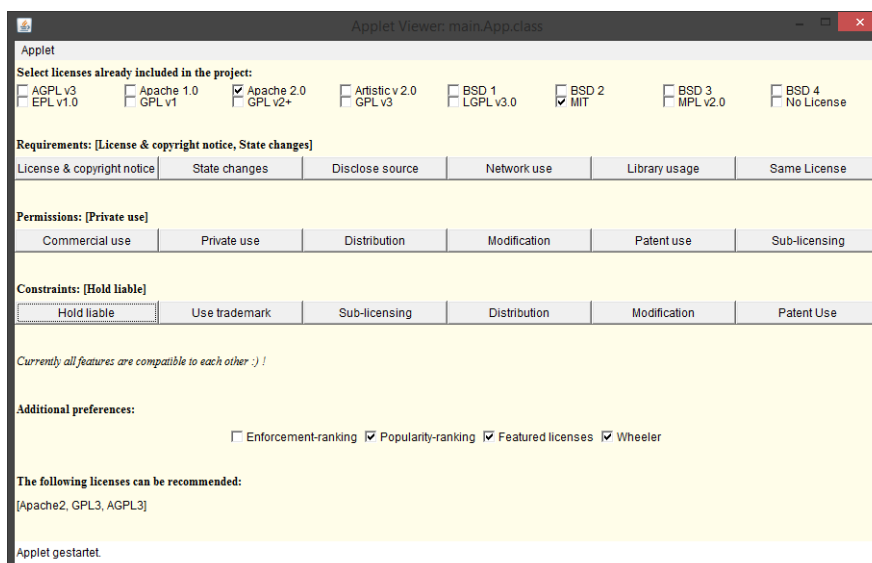 Applet Viewer: main.App.class
Applet
Select licenses already included in the project:
AGPL v3 Apache 1.0 Apache 2.0 Artistic v 2.0 BSD 1 BSD 2 BSD 3 BSD 4
EPL v1.0 GPL v1 GPL v2+ GPL v3 LGPL v3.0 MIT MPL v2.0 No License
Requirements: [License & copyright notice, State changes]
License & copyright notice State changes Disclose source Network use Library usage Same License
Permissions: [Private use]
Commercial use Private use Distribution Modification Patent use Sub-licensing
Constraints: [Hold liable]
Hold liable Use trademark Sub-licensing Distribution Modification Patent Use
Currently all features are compatible to each other :) !
Additional preferences:
Enforcement-ranking Popularity-ranking Featured licenses Wheeler
The following licenses can be recommended:
[Apache2, GPL3, AGPL3]
Applet gestartet.